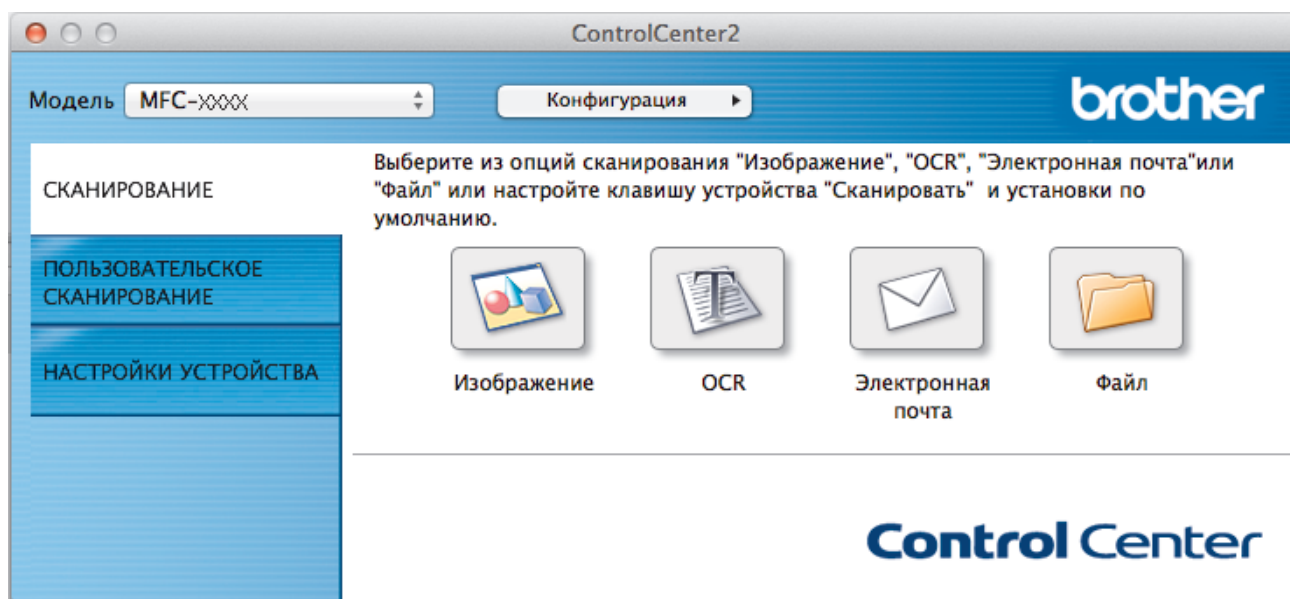 ControlCenter2
Модель MFC-XXXX Конфигурация
brother
СКАНИРОВАНИЕ
ПОЛЬЗОВАТЕЛЬСКОЕ
СКАНИРОВАНИЕ
НАСТРОЙКИ УСТРОЙСТВА
Выберите из опций сканирования "Изображение", "OCR", "Электронная почта"или
"Файл" или настройте клавишу устройства "Сканировать" и установки по
умолчанию.
Изображение
OCR
Электронная
почта
Файл
Control Center